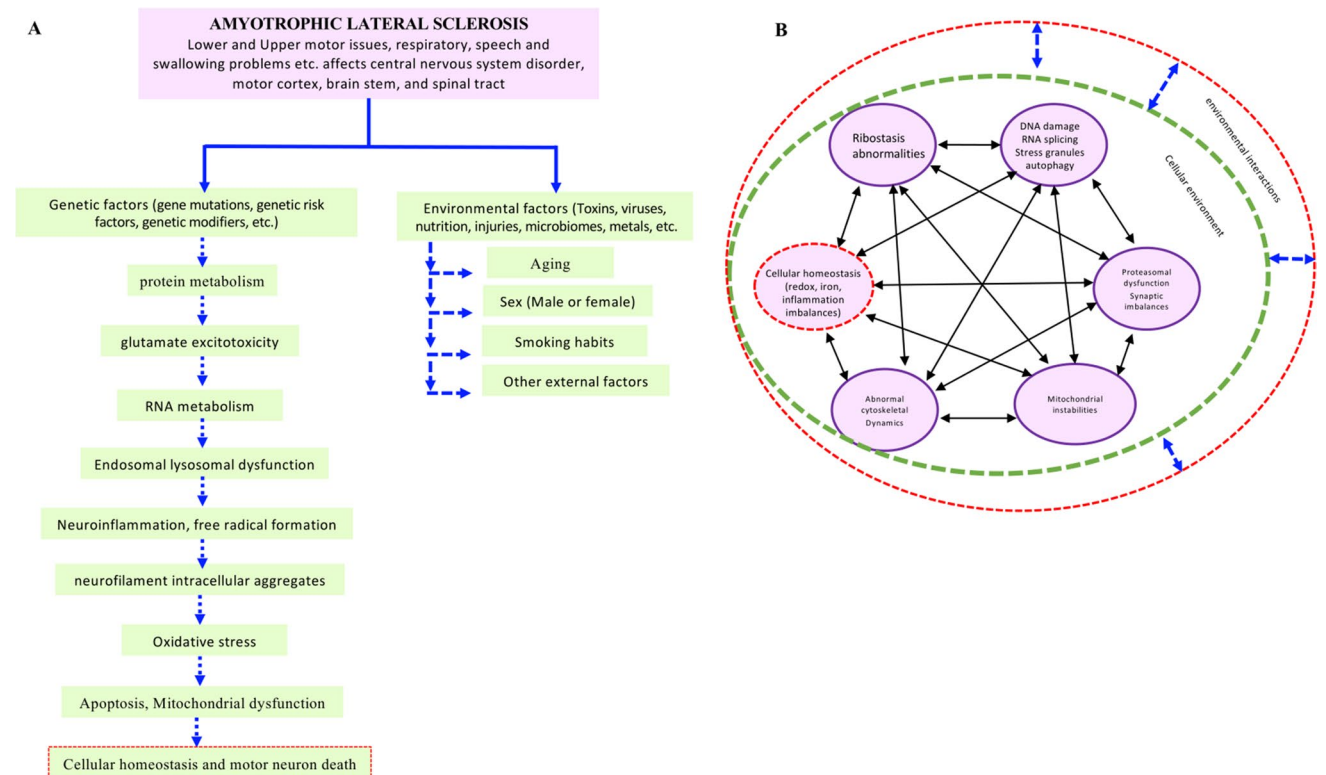 A
AMYOTROPHIC LATERAL SCLEROSIS
Lower and Upper motor issues, respiratory, speech and
swallowing problems etc. affects central nervous system disorder,
motor cortex, brain stem, and spinal tract
Genetic factors (gene mutations, genetic risk
factors, genetic modifiers, etc.)
protein metabolism
glutamate excitotoxicity
RNA metabolism
Endosomal lysosomal dysfunction
Neuroinflammation, free radical formation
neurofilament intracellular aggregates
Oxidative stress
Apoptosis, Mitochondrial dysfunction
Cellular homeostasis and motor neuron death
Environmental factors (Toxins, viruses,
nutrition, injuries, microbiomes, metals, etc.
Aging
Sex (Male or female)
Smoking habits
Other external factors
B
Ribostasis
abnormalities
DNA damage
RNA splicing
Stress granules
autophagy
environmental interactions
Cellular environment
Cellular homeostasis
(redox, iron,
inflammation
imbalances)
Proteasomal
dysfunction
Synaptic
imbalances
Abnormal
cytoskeletal
Dynamics
Mitochondrial
instabilities